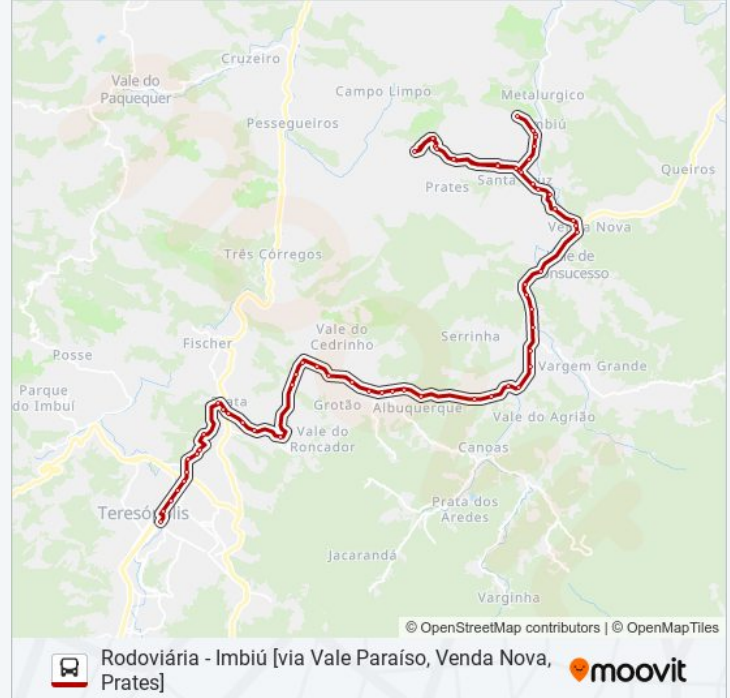 Cruzeiro
Vale do
Paquequer
Campo Limpo
Metalurgico
Pessegueiros
Prates
Queiros
Três Córregos
Vale do
Cedrinho
Serrinha
Fischer
Posse
Vargem Grande
Parque
do Imbuí
Grotão
Albuquerque
Vale do Agrião
Vale do
Roncador
Canoas
Prata dos
Aredes
Jacarandá
Varginha
© OpenStreetMap contributors | © OpenMapTiles
Rodoviária - Imbiú [via Vale Paraíso, Venda Nova,
Prates]
moovit